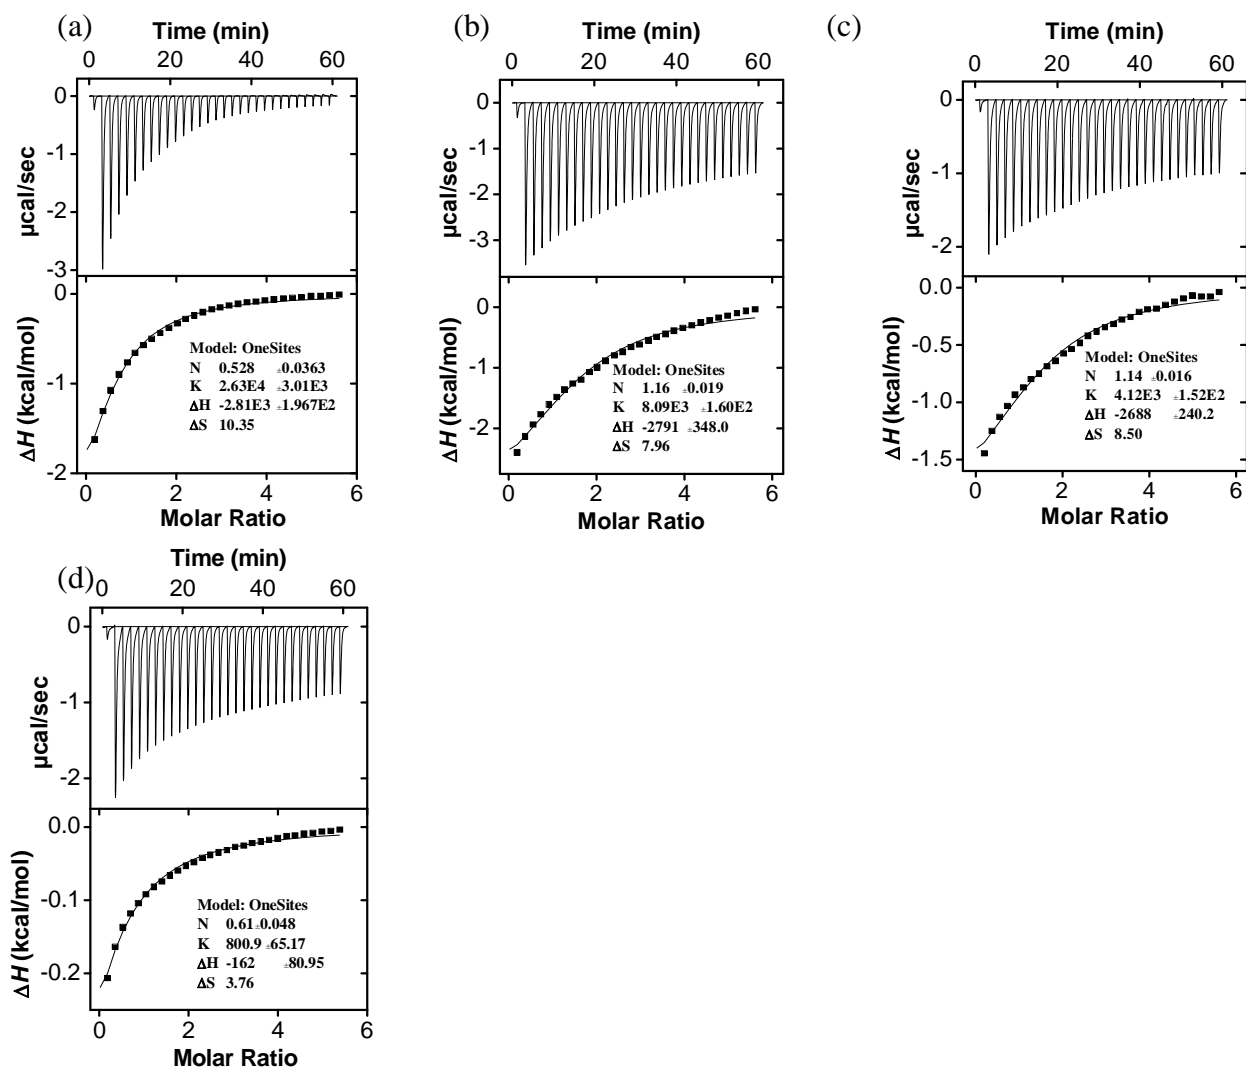 (a)
Time (min)
0 20 40 60
0
-1
-2
-3
µcal/sec
0
-1
-2
ΔH (kcal/mol)
Model: OneSites
N 0.528 ±0.0363
K 2.63E4 ±3.01E3
ΔH -2.81E3 ±1.967E2
ΔS 10.35
0 2 4 6
Molar Ratio
(b)
Time (min)
0 20 40 60
0
-1
-2
-3
µcal/sec
0
-1
-2
ΔH (kcal/mol)
Model: OneSites
N 1.16 ±0.019
K 8.09E3 ±1.60E2
ΔH -2791 ±348.0
ΔS 7.96
0 2 4 6
Molar Ratio
(c)
Time (min)
0 20 40 60
0
-1
-2
µcal/sec
0.0
-0.5
-1.0
-1.5
ΔH (kcal/mol)
Model: OneSites
N 1.14 ±0.016
K 4.12E3 ±1.52E2
ΔH -2688 ±240.2
ΔS 8.50
0 2 4 6
Molar Ratio
(d)
Time (min)
0 20 40 60
0
-1
-2
µcal/sec
0.0
-0.1
-0.2
ΔH (kcal/mol)
Model: OneSites
N 0.61±0.048
K 800.9 ±65.17
ΔH -162 ±80.95
ΔS 3.76
0 2 4 6
Molar Ratio